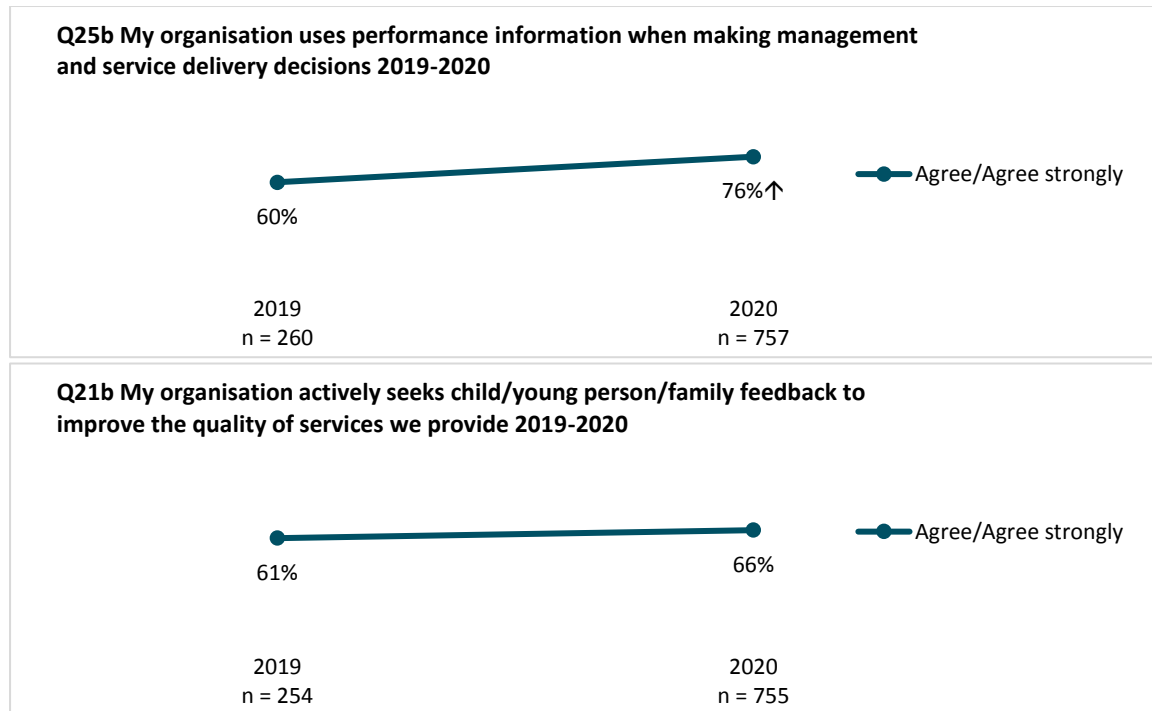 Q25b My organisation uses performance information when making management
and service delivery decisions 2019-2020
60%
76%↑
Agree/Agree strongly
2019
n = 260
2020
n = 757
Q21b My organisation actively seeks child/young person/family feedback to
improve the quality of services we provide 2019-2020
61%
66%
Agree/Agree strongly
2019
n = 254
2020
n = 755